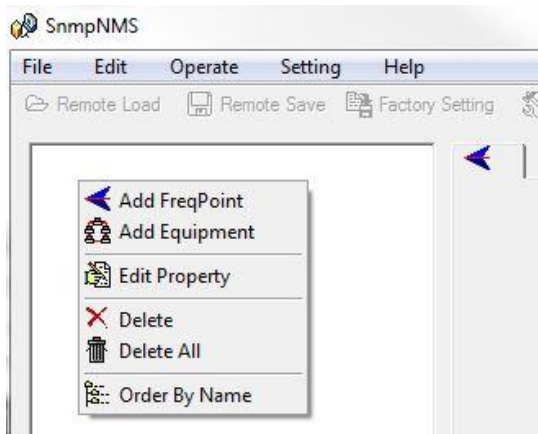 SnmpNMS
File Edit Operate Setting Help
Remote Load Remote Save Factory Setting
Add FreqPoint
Add Equipment
Edit Property
Delete
Delete All
Order By Name